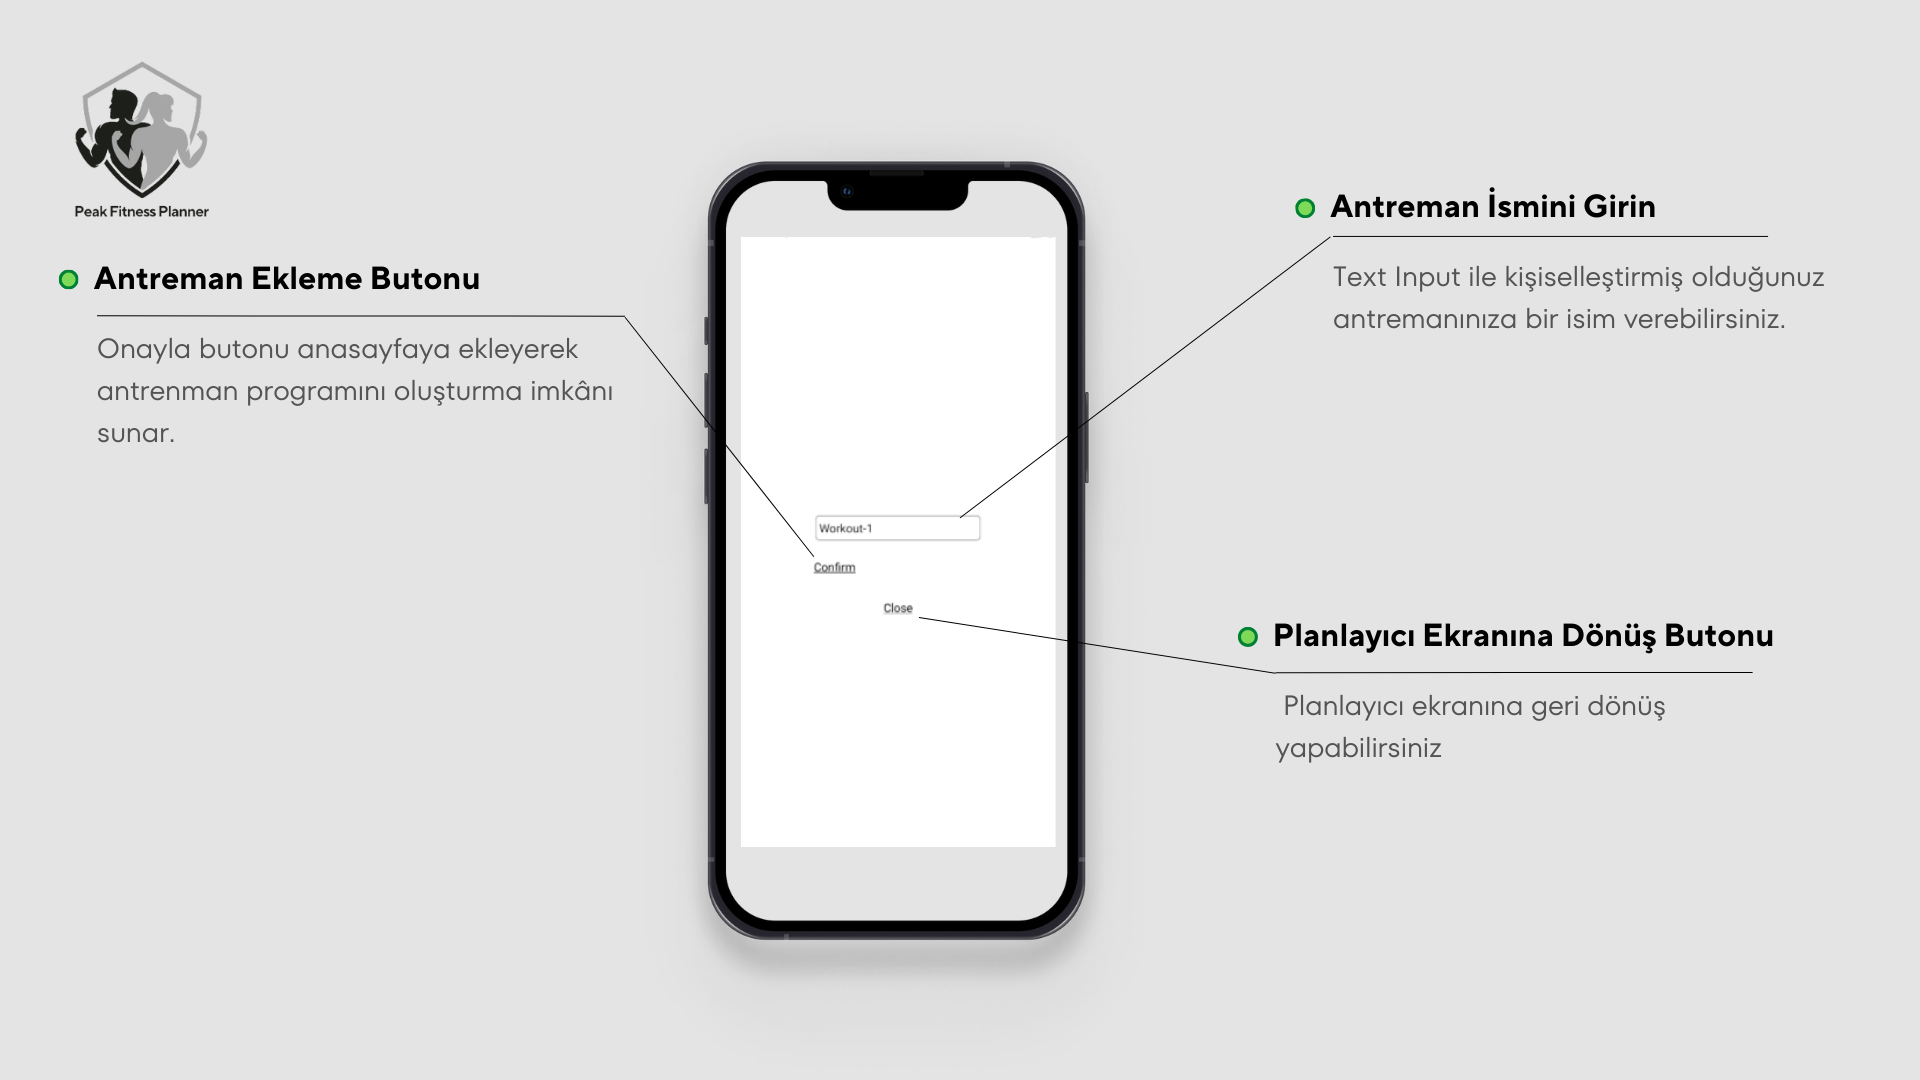 Peak Fitness Planner
Antreman Ekleme Butonu
Onayla butonu anasayfaya ekleyerek
antrenman programını oluşturma imkânı
sunar.
Workout-1
Confirm
Close
Antreman İsmini Girin
Text Input ile kişiselleştirmiş olduğunuz
antremanınıza bir isim verebilirsiniz.
Planlayıcı Ekranına Dönüş Butonu
Planlayıcı ekranına geri dönüş
yapabilirsiniz